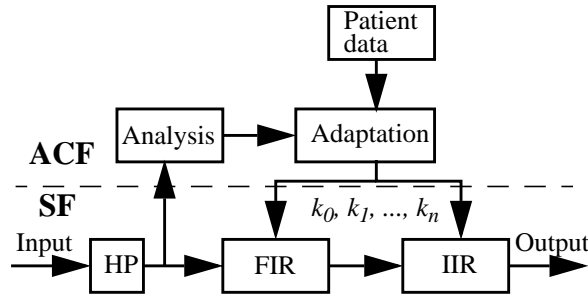 Patient
data
Analysis
Adaptation
ACF
SF
k0, k1, ..., kn
Input
HP
FIR
IIR
Output